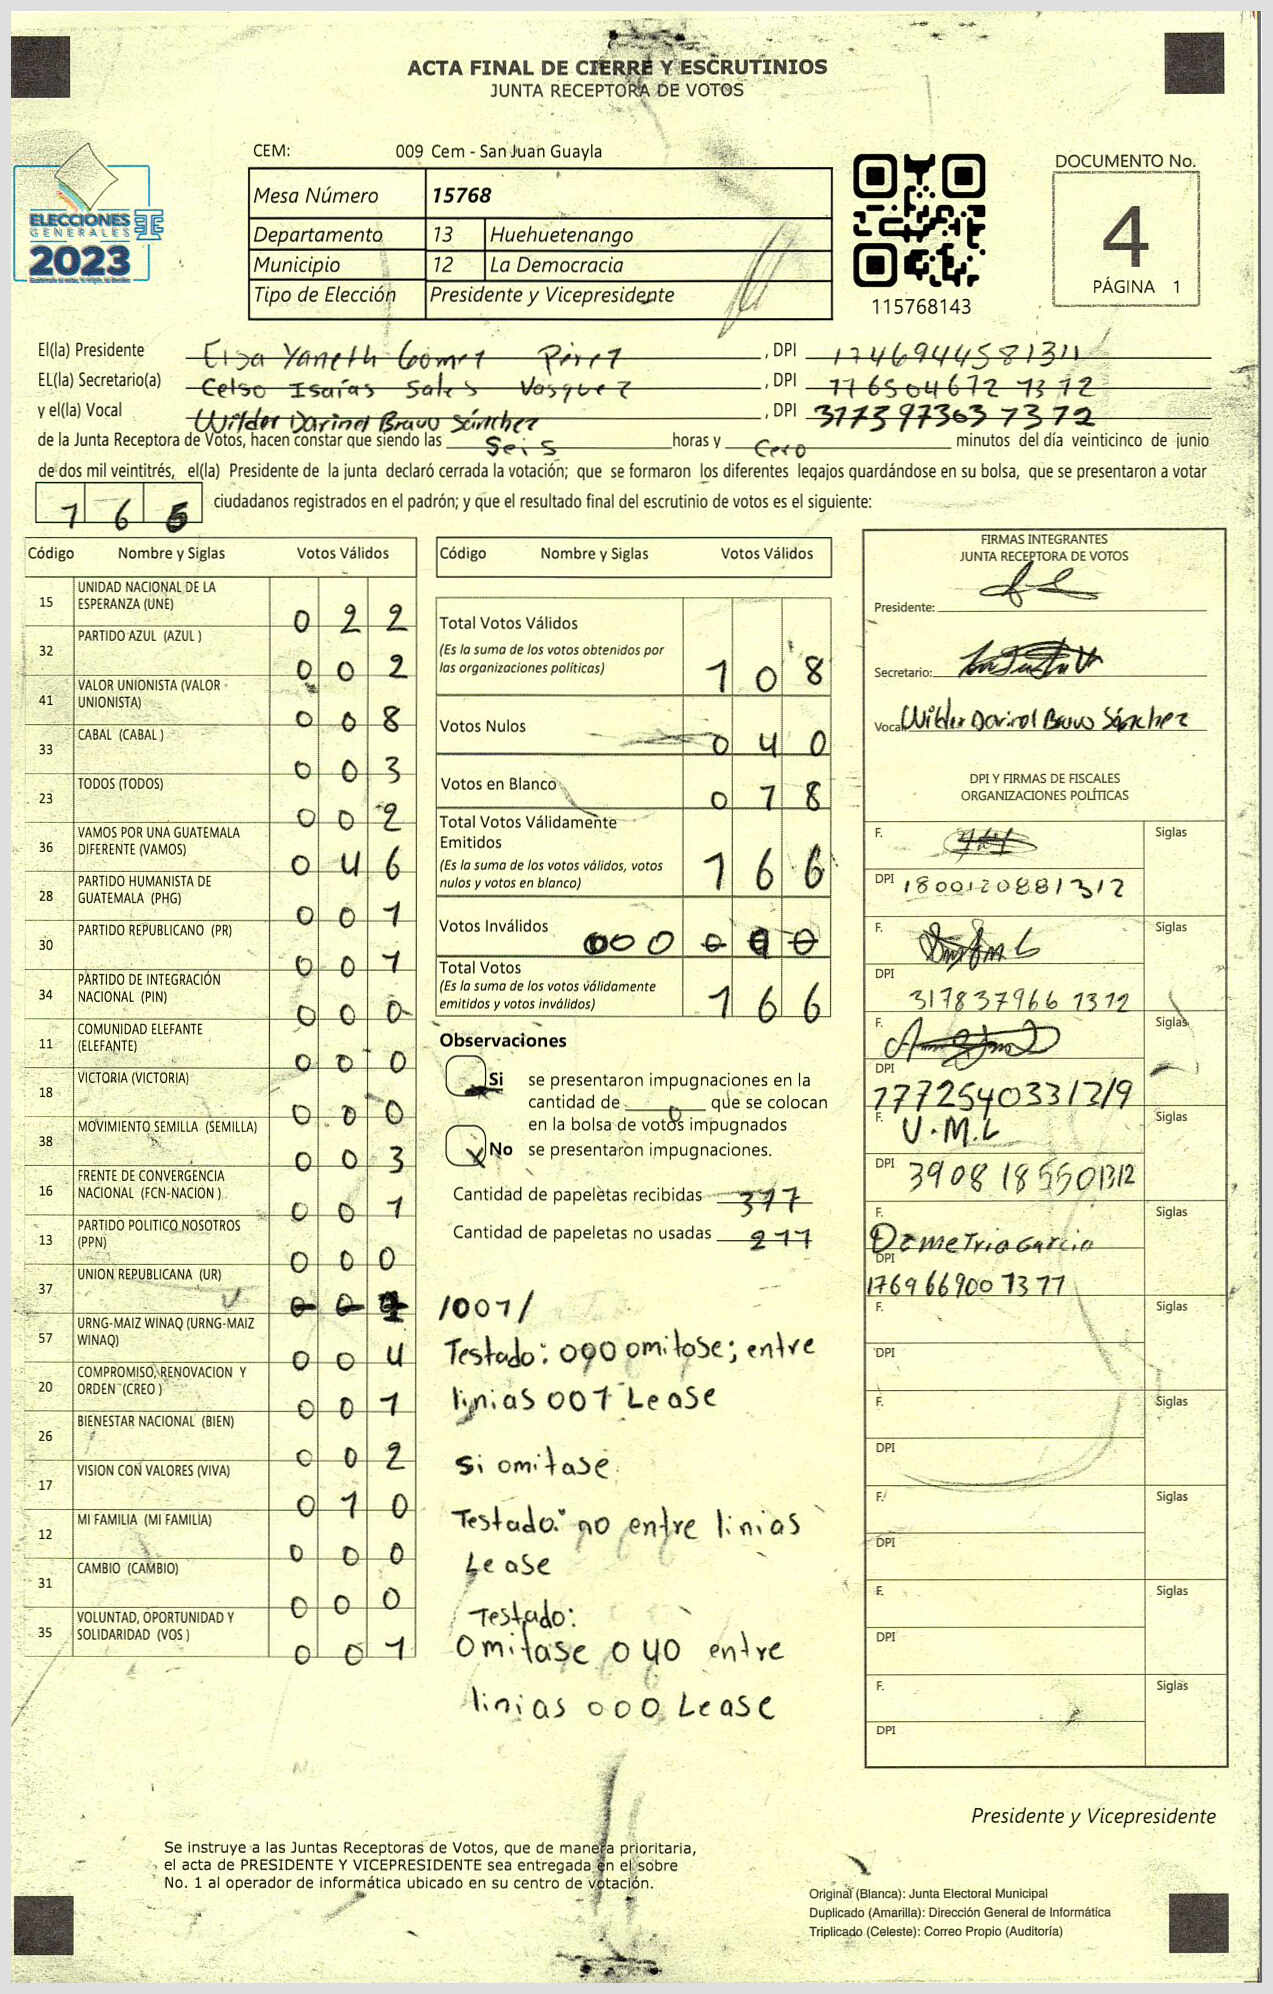 ACTA FINAL DE CIERRE Y ESCRUTINIOS
JUNTA RECEPTORA DE VOTOS
CEM: 009 Cem - San Juan Guayla
ELECCIONES
GENERALES
2023
Mesa Número 15768
Departamento 13 Huehuetenango
Municipio 12 La Democracia
Tipo de Elección Presidente y Vicepresidente
115768143
DOCUMENTO No.
4
PÁGINA 1
El(la) Presidente Elsa Yaneth Gomez Pérez , DPI 1746944581311
EL(la) Secretario(a) Celso Isaías Sales Vasquez , DPI 776504672 1312
y el(la) Vocal Wilder Darinel Bravo Sánchez , DPI 317397363 1312
de la Junta Receptora de Votos, hacen constar que siendo las Seis horas y Cero minutos del día veinticinco de junio
de dos mil veintitrés, el(la) Presidente de la junta declaró cerrada la votación; que se formaron los diferentes legajos guardándose en su bolsa, que se presentaron a votar
1 6 6 ciudadanos registrados en el padrón; y que el resultado final del escrutinio de votos es el siguiente:
Código Nombre y Siglas Votos Válidos
15 UNIDAD NACIONAL DE LA
ESPERANZA (UNE) 0 2 2
32 PARTIDO AZUL (AZUL ) 0 0 2
41 VALOR UNIONISTA (VALOR
UNIONISTA) 0 0 8
33 CABAL (CABAL ) 0 0 3
23 TODOS (TODOS) 0 0 2
36 VAMOS POR UNA GUATEMALA
DIFERENTE (VAMOS) 0 4 6
28 PARTIDO HUMANISTA DE
GUATEMALA (PHG) 0 0 1
30 PARTIDO REPUBLICANO (PR) 0 0 1
34 PARTIDO DE INTEGRACIÓN
NACIONAL (PIN) 0 0 0
11 COMUNIDAD ELEFANTE
(ELEFANTE) 0 0 0
18 VICTORIA (VICTORIA) 0 0 0
38 MOVIMIENTO SEMILLA (SEMILLA) 0 0 3
16 FRENTE DE CONVERGENCIA
NACIONAL (FCN-NACION ) 0 0 1
13 PARTIDO POLITICO NOSOTROS
(PPN) 0 0 0
37 UNION REPUBLICANA (UR) /001/
57 URNG-MAIZ WINAQ (URNG-MAIZ
WINAQ) 0 0 4
20 COMPROMISO, RENOVACION Y
ORDEN (CREO ) 0 0 1
26 BIENESTAR NACIONAL (BIEN) 0 0 2
17 VISION CON VALORES (VIVA) 0 1 0
12 MI FAMILIA (MI FAMILIA) 0 0 0
31 CAMBIO (CAMBIO) 0 0 0
35 VOLUNTAD, OPORTUNIDAD Y
SOLIDARIDAD (VOS ) 0 0 1
Código Nombre y Siglas Votos Válidos
Total Votos Válidos
(Es la suma de los votos obtenidos por
las organizaciones políticas) 1 0 8
Votos Nulos 0 4 0
Votos en Blanco 0 1 8
Total Votos Válidamente
Emitidos
(Es la suma de los votos válidos, votos
nulos y votos en blanco) 1 6 6
Votos Inválidos 000
Total Votos
(Es la suma de los votos válidamente
emitidos y votos inválidos) 1 6 6
Observaciones
Si se presentaron impugnaciones en la
cantidad de 0 que se colocan
en la bolsa de votos impugnados
X No se presentaron impugnaciones.
Cantidad de papeletas recibidas 377
Cantidad de papeletas no usadas 211
Testado: 000 omitase; entre
linias 001 Lease
si omitase
Testado: no entre linias
Lease
Testado:
Omitase 040 entre
linias 000 Lease
FIRMAS INTEGRANTES
JUNTA RECEPTORA DE VOTOS
Presidente:
Secretario:
Vocal Wilder Darinel Bravo Sánchez
DPI Y FIRMAS DE FISCALES
ORGANIZACIONES POLÍTICAS
F. Siglas
DPI 1800120881312
F. Siglas
DPI 317837966 1312
F. Siglas
DPI 1772540331319
F. V.M.L Siglas
DPI 3908185501312
F. Demetrio Garcia Siglas
DPI 1769669001311
F. Siglas
DPI
F. Siglas
DPI
F. Siglas
DPI
F. Siglas
DPI
F. Siglas
DPI
Presidente y Vicepresidente
Se instruye a las Juntas Receptoras de Votos, que de manera prioritaria,
el acta de PRESIDENTE Y VICEPRESIDENTE sea entregada en el sobre
No. 1 al operador de informática ubicado en su centro de votación.
Original (Blanca): Junta Electoral Municipal
Duplicado (Amarilla): Dirección General de Informática
Triplicado (Celeste): Correo Propio (Auditoría)